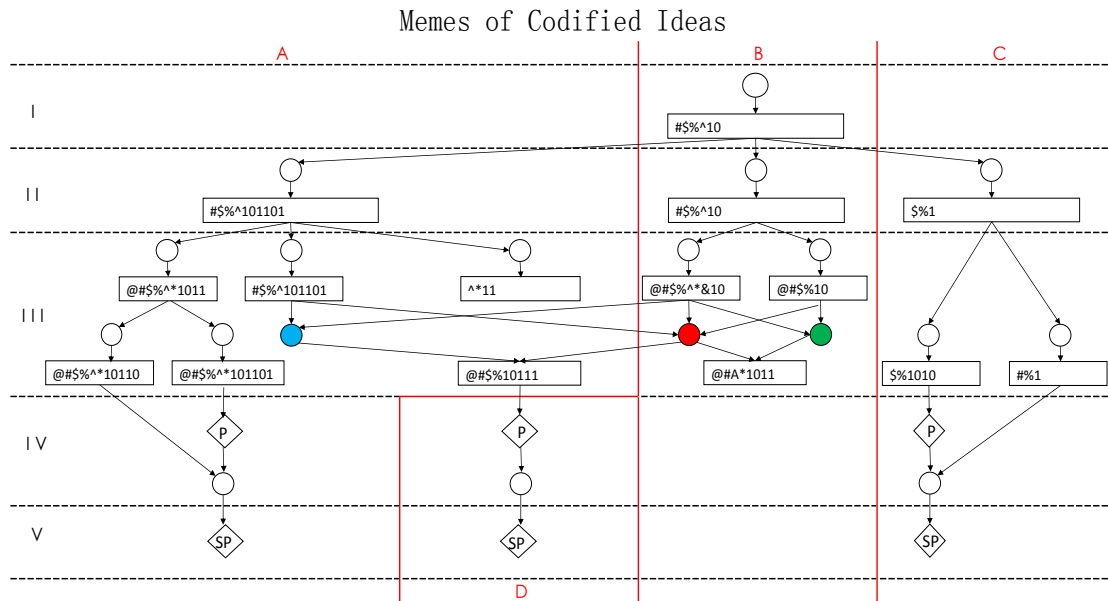 Memes of Codified Ideas
A B C
I
#$%^10
II
#$%^101101 #$%^10 $%1
III
@#$%^*1011 #$%^101101 ^*11 @#$%^*&10 @#$%10
@#$%^*10110 @#$%^*101101 @#$%10111 @#A*1011 $%1010 #%1
IV
P P P
V
SP SP SP
D